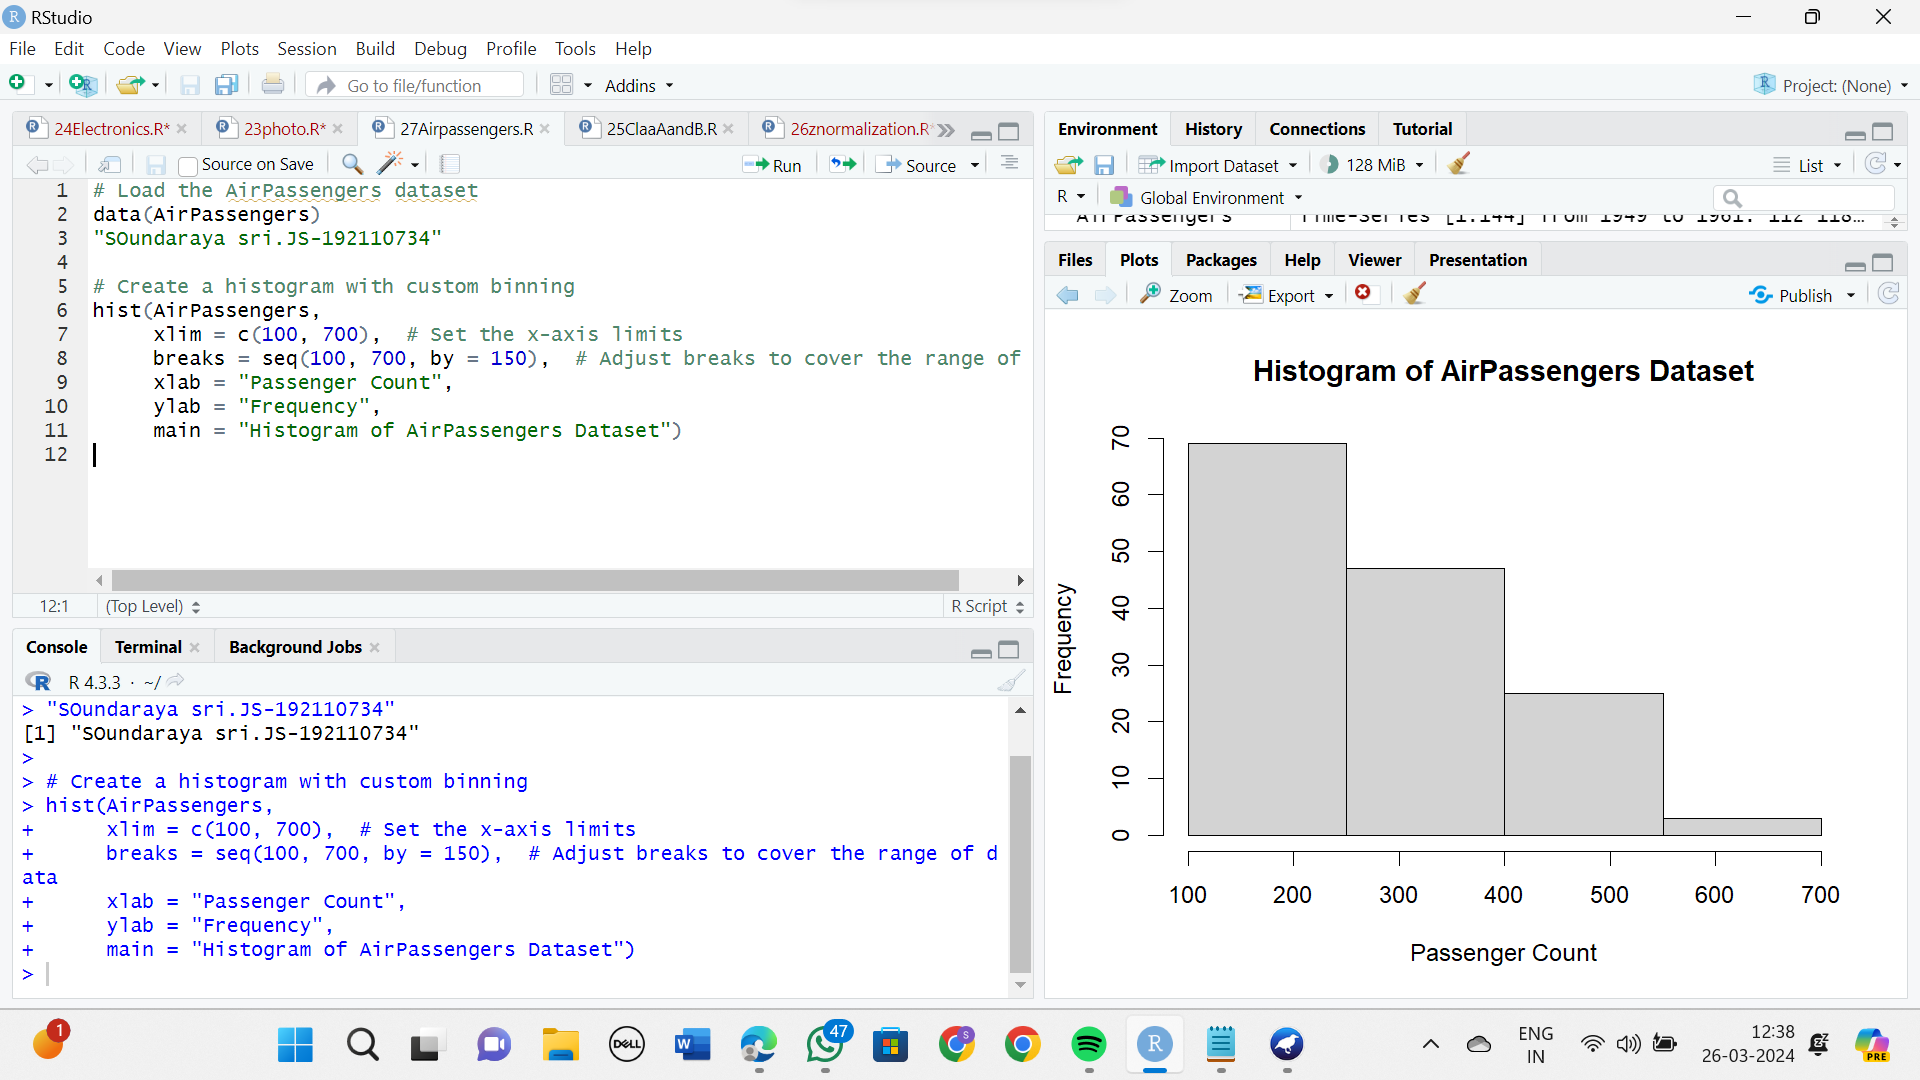 RStudio
File Edit Code View Plots Session Build Debug Profile Tools Help
Go to file/function Addins Project: (None)
24Electronics.R* 23photo.R* 27Airpassengers.R 25ClaaAandB.R 26znormalization.R
Source on Save Run Source
1 # Load the AirPassengers dataset
2 data(AirPassengers)
3 "SOundaraya sri.JS-192110734"
4
5 # Create a histogram with custom binning
6 hist(AirPassengers,
7 xlim = c(100, 700), # Set the x-axis limits
8 breaks = seq(100, 700, by = 150), # Adjust breaks to cover the range of
9 xlab = "Passenger Count",
10 ylab = "Frequency",
11 main = "Histogram of AirPassengers Dataset")
12
12:1 (Top Level) R Script
Console Terminal Background Jobs
R 4.3.3 · ~/
> "SOundaraya sri.JS-192110734"
[1] "SOundaraya sri.JS-192110734"
>
> # Create a histogram with custom binning
> hist(AirPassengers,
+ xlim = c(100, 700), # Set the x-axis limits
+ breaks = seq(100, 700, by = 150), # Adjust breaks to cover the range of d
ata
+ xlab = "Passenger Count",
+ ylab = "Frequency",
+ main = "Histogram of AirPassengers Dataset")
>
Environment History Connections Tutorial
Import Dataset 128 MiB List
R Global Environment
AirPassengers Time-Series [1:144] from 1949 to 1961: 112 118…
Files Plots Packages Help Viewer Presentation
Zoom Export Publish
Histogram of AirPassengers Dataset
Frequency
70
60
50
40
30
20
10
0
100 200 300 400 500 600 700
Passenger Count
1
DELL
W
47
S
R
ENG
IN
12:38
26-03-2024
PRE